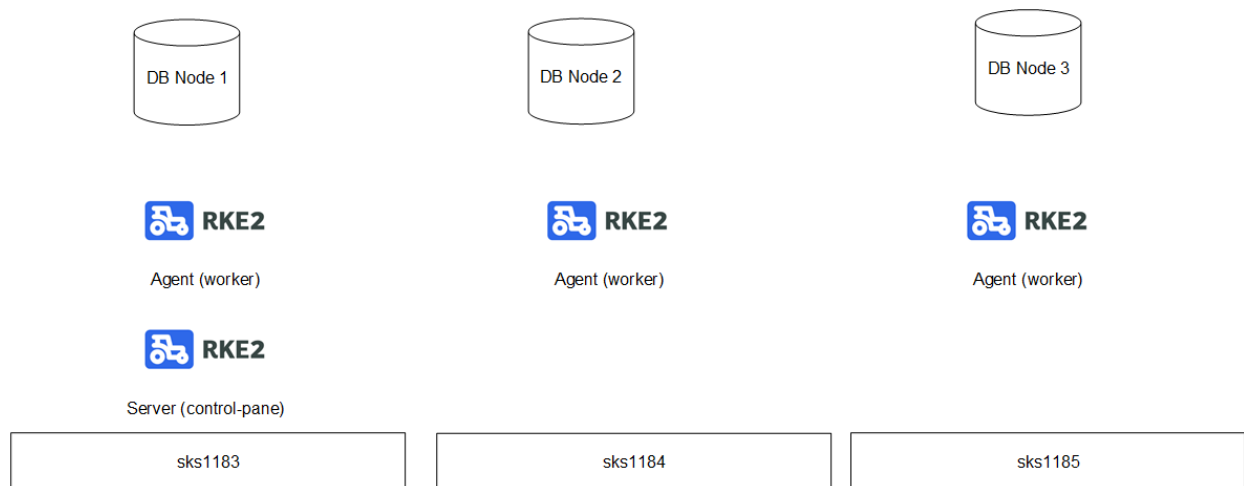 DB Node 1
DB Node 2
DB Node 3
RKE2
RKE2
RKE2
Agent (worker)
Agent (worker)
Agent (worker)
RKE2
Server (control-pane)
sks1183
sks1184
sks1185